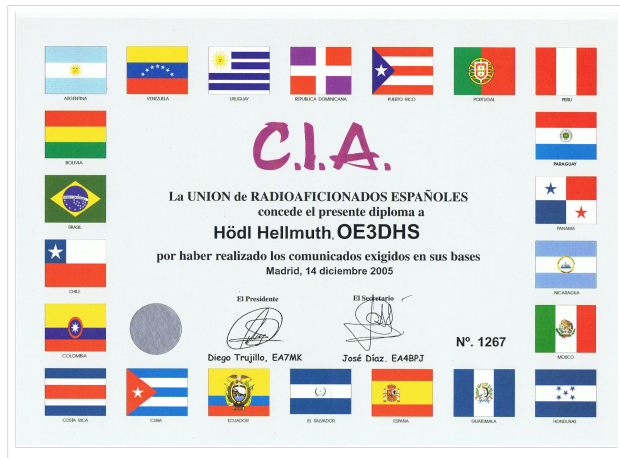 ARGENTINA
VENEZUELA
URUGUAY
REPUBLICA DOMINICANA
PUERTO RICO
PORTUGAL
PERU
BOLIVIA
PARAGUAY
C.I.A.
BRASIL
PANAMA
La UNION de RADIOAFICIONADOS ESPAÑOLES
concede el presente diploma a
Hödl Hellmuth, OE3DHS
por haber realizado los comunicados exigidos en sus bases
Madrid, 14 diciembre 2005
CHILE
NICARAGUA
El Presidente
El Secretario
Diego Trujillo, EA7MK
José Díaz. EA4BPJ
Nº. 1267
COLOMBIA
MEXICO
COSTA RICA
CUBA
ECUADOR
EL SALVADOR
ESPAÑA
GUATEMALA
HONDURAS